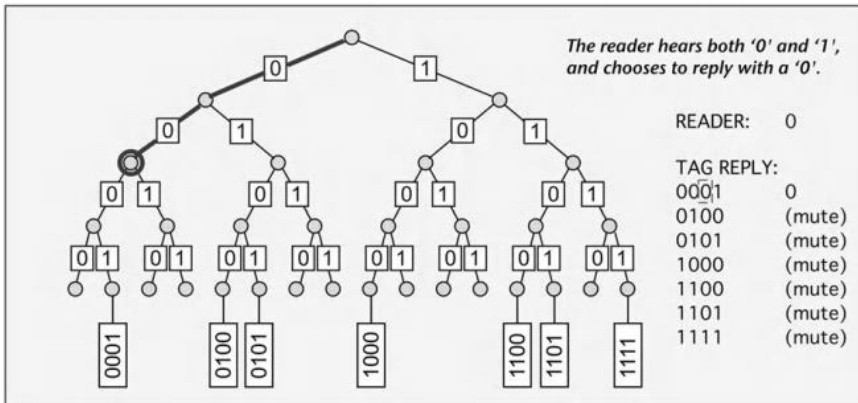 The reader hears both ‘0’ and ‘1’,
and chooses to reply with a ‘0’.
0 1
READER: 0
0 1 0 1
TAG REPLY:
0 1 0 1 0 1 0 1
0001 0
0100 (mute)
0101 (mute)
1000 (mute)
1100 (mute)
1101 (mute)
1111 (mute)
0 1 0 1 0 1 0 1 0 1 0 1 0 1 0 1
0001 0100 0101 1000 1100 1101 1111